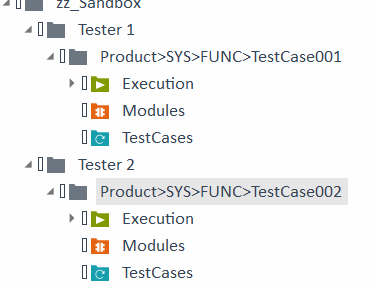 zz_Sandbox
Tester 1
Product>SYS>FUNC>TestCase001
Execution
Modules
TestCases
Tester 2
Product>SYS>FUNC>TestCase002
Execution
Modules
TestCases